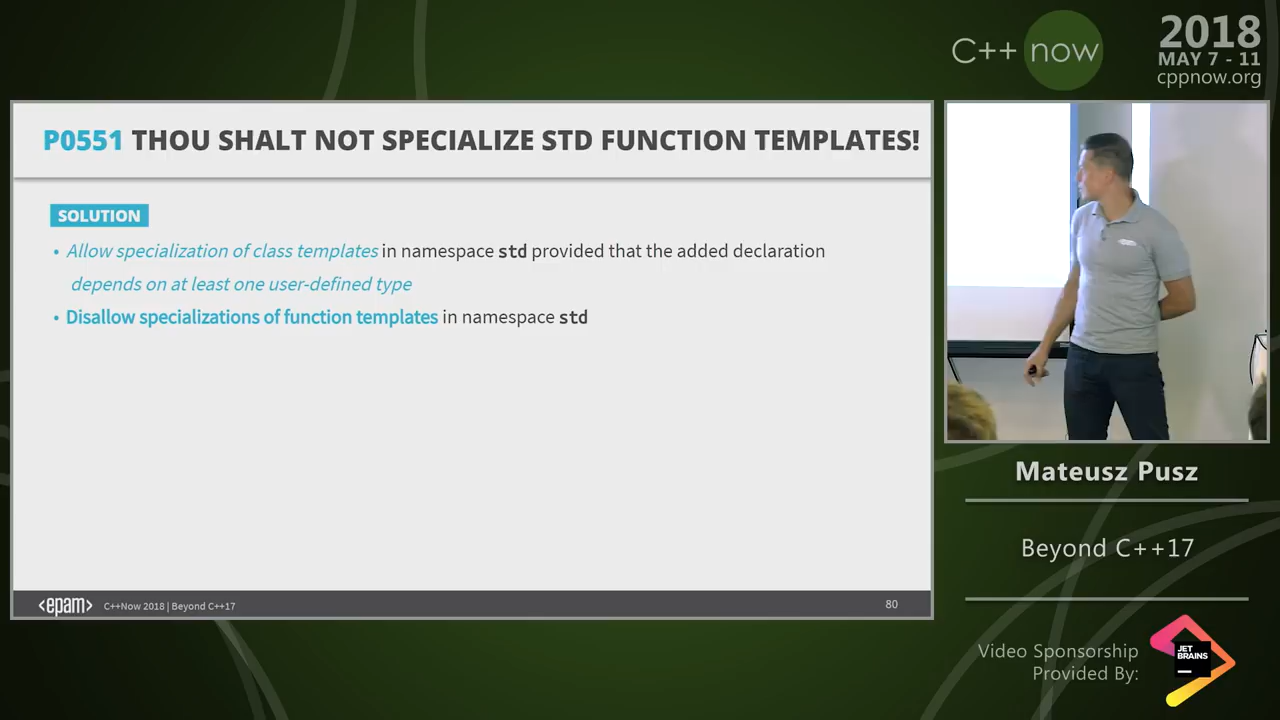 C++ now
2018
MAY 7 - 11
cppnow.org
P0551 THOU SHALT NOT SPECIALIZE STD FUNCTION TEMPLATES!
SOLUTION
• Allow specialization of class templates in namespace std provided that the added declaration
depends on at least one user-defined type
• Disallow specializations of function templates in namespace std
<epam> C++Now 2018 | Beyond C++17 80
Mateusz Pusz
Beyond C++17
Video Sponsorship
Provided By:
JET
BRAINS